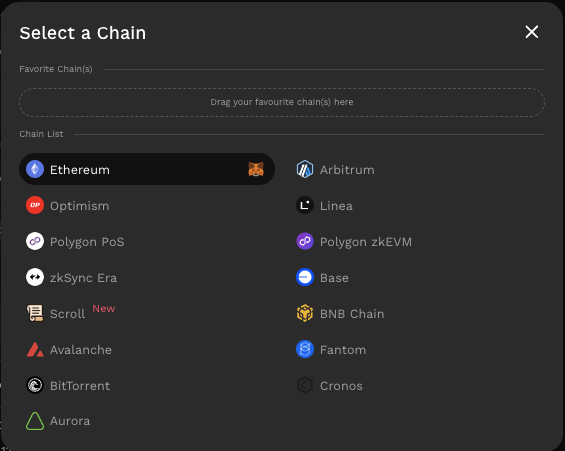 Select a Chain
Favorite Chain(s)
Drag your favourite chain(s) here
Chain List
Ethereum
Arbitrum
OP Optimism
Linea
Polygon PoS
Polygon zkEVM
zkSync Era
Base
Scroll New
BNB Chain
Avalanche
Fantom
BitTorrent
Cronos
Aurora